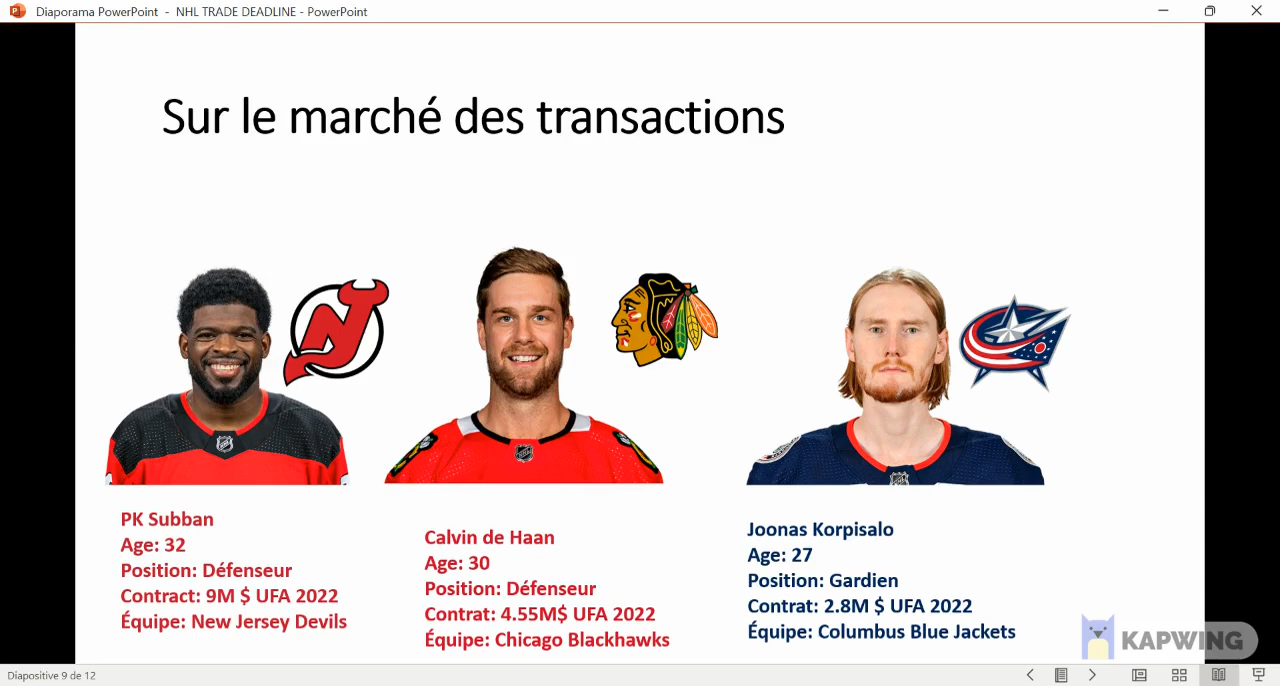 Diaporama PowerPoint - NHL TRADE DEADLINE - PowerPoint
Sur le marché des transactions
PK Subban
Age: 32
Position: Défenseur
Contract: 9M $ UFA 2022
Équipe: New Jersey Devils
Calvin de Haan
Age: 30
Position: Défenseur
Contrat: 4.55M$ UFA 2022
Équipe: Chicago Blackhawks
Joonas Korpisalo
Age: 27
Position: Gardien
Contrat: 2.8M $ UFA 2022
Équipe: Columbus Blue Jackets
KAPWING
Diapositive 9 de 12